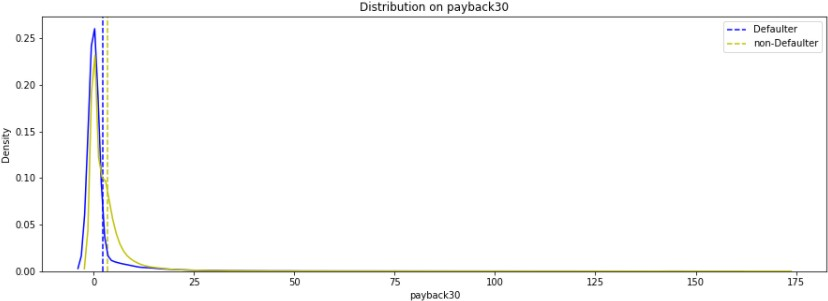 Distribution on payback30
Defaulter
non-Defaulter
0.25
0.20
0.15
0.10
0.05
0.00
Density
0 25 50 75 100 125 150 175
payback30